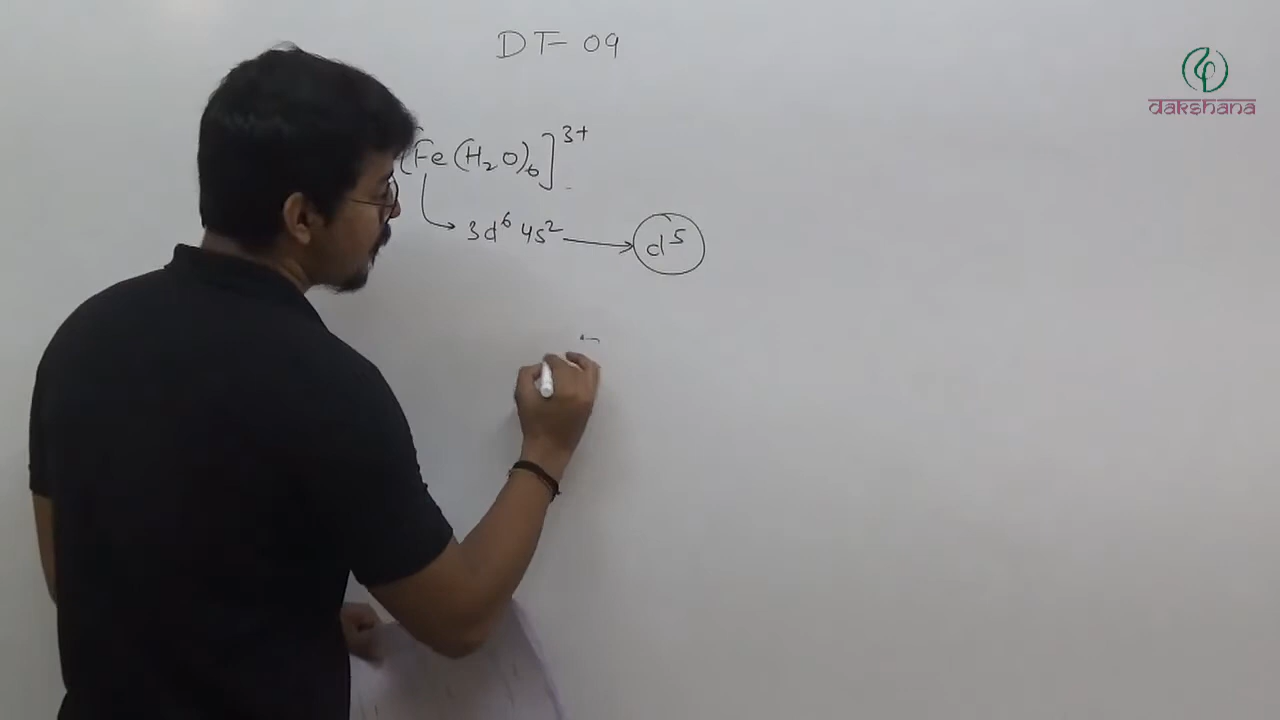 DT-09
[Fe(H₂O)₆]³⁺
3d⁶ 4s² → d⁵
dakshana